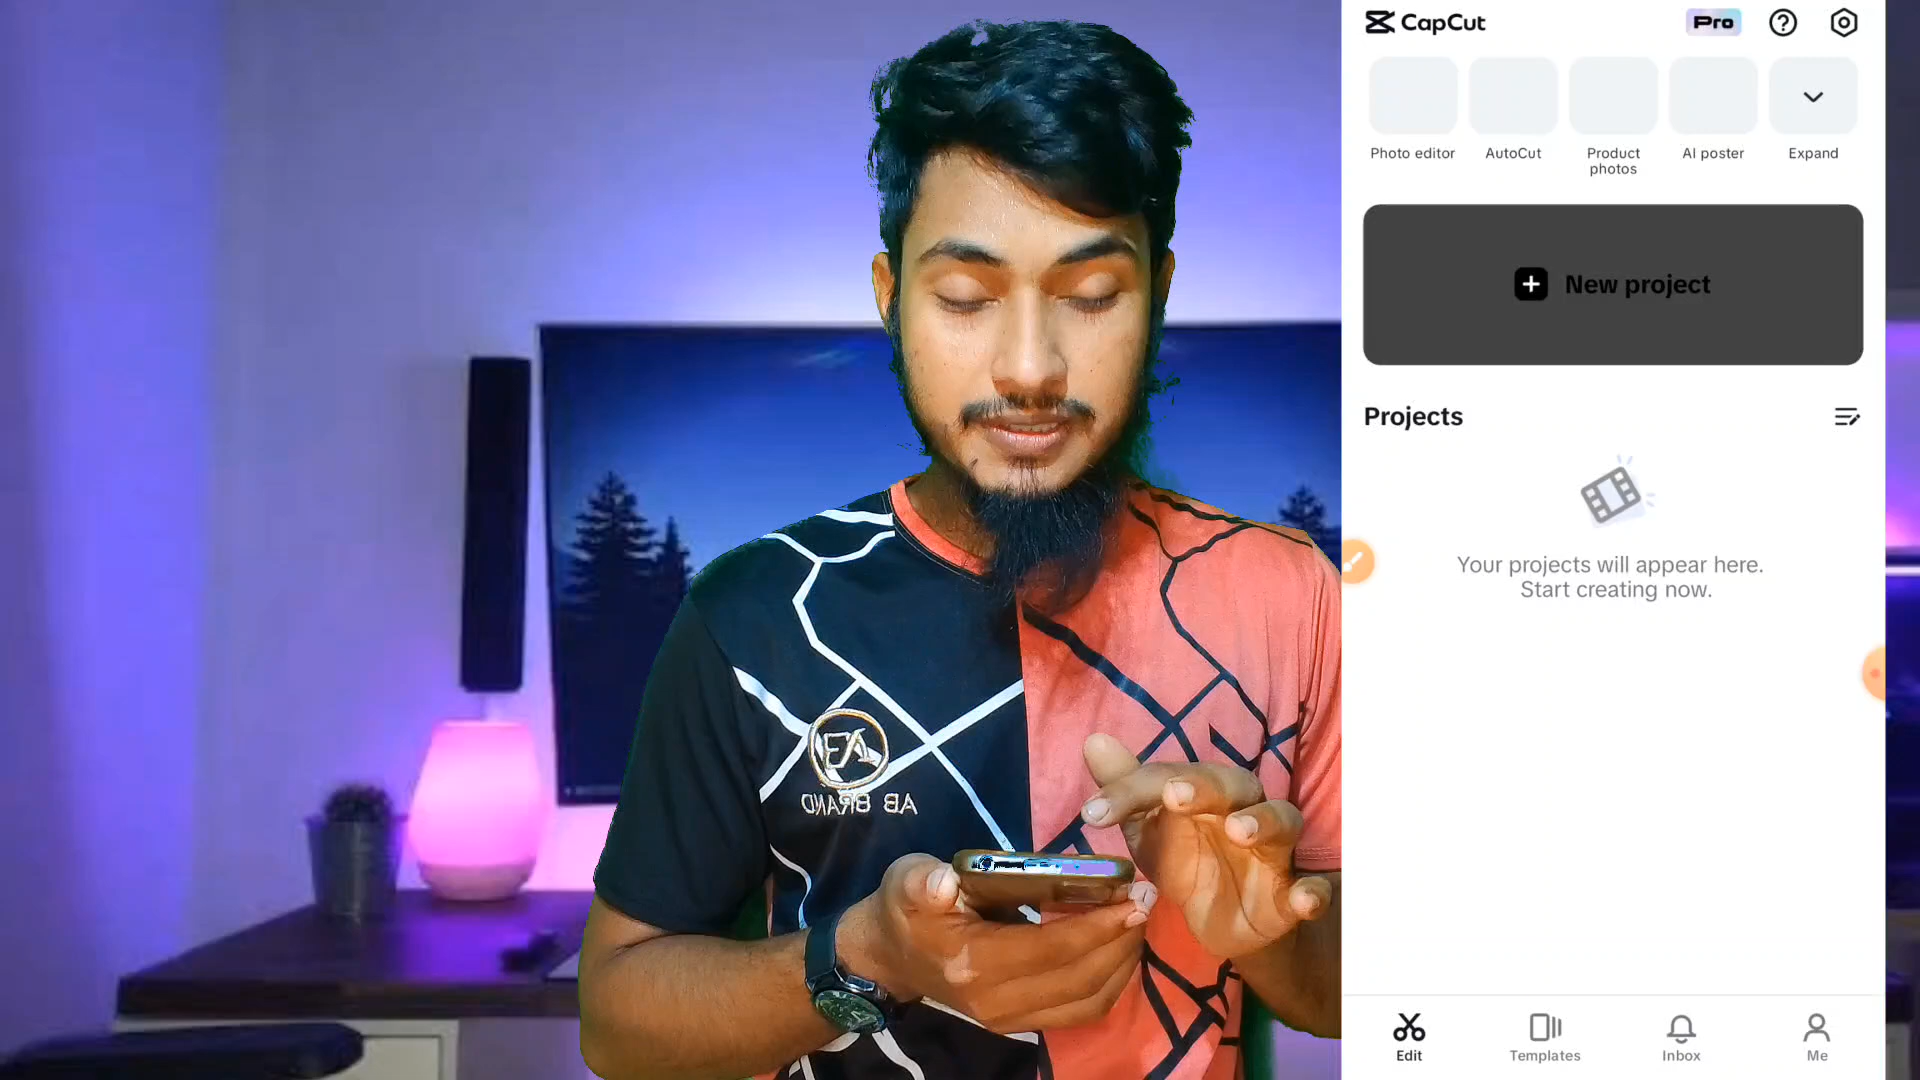 CapCut
Pro
Photo editor
AutoCut
Product
photos
AI poster
Expand
New project
Projects
Your projects will appear here.
Start creating now.
Edit
Templates
Inbox
Me
AB BRAND